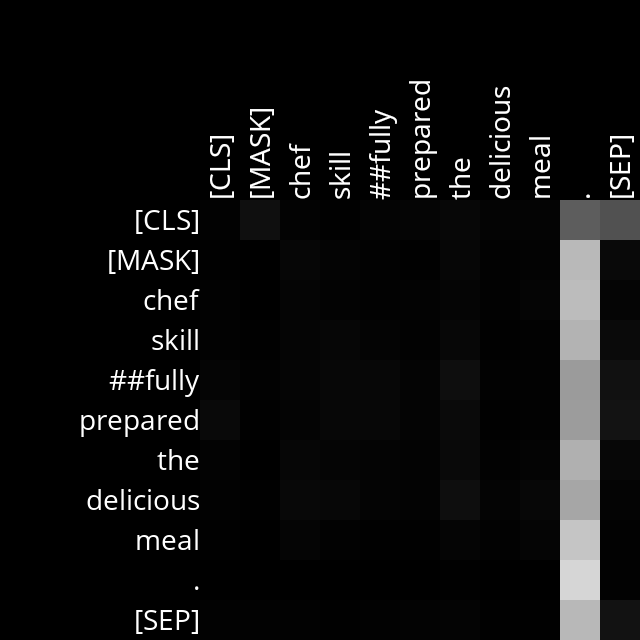 [CLS] [MASK] chef skill ##fully prepared the delicious meal . [SEP]
[CLS]
[MASK]
chef
skill
##fully
prepared
the
delicious
meal
.
[SEP]